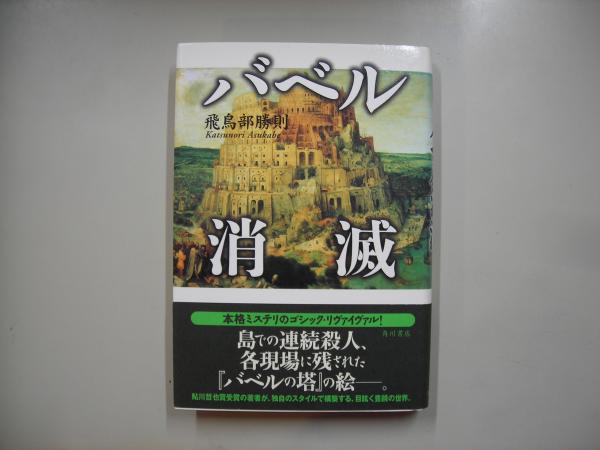 バベル
飛鳥部勝則
Katsunori Asukabe
消滅
本格ミステリのゴシック・リヴァイヴァル!
角川書店
島での連続殺人、
各現場に残された
『バベルの塔』の絵──。
鮎川哲也賞受賞の著者が、独自のスタイルで構築する、目眩く豊饒の世界。